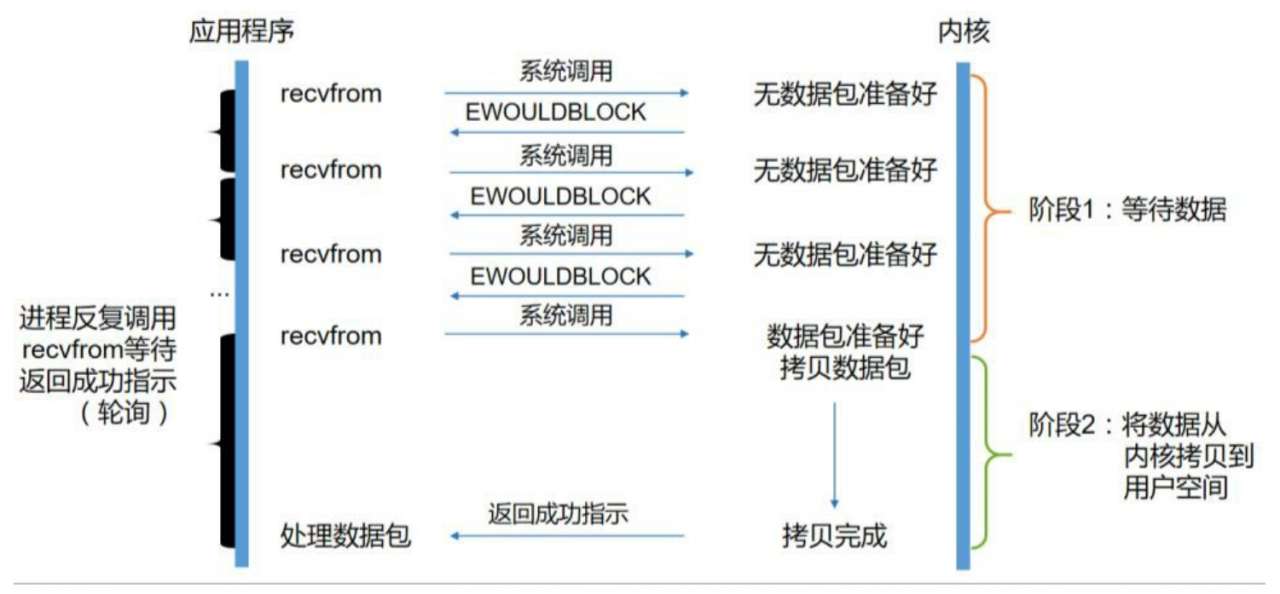 应用程序
内核
系统调用
recvfrom
无数据包准备好
EWOULDBLOCK
系统调用
recvfrom
无数据包准备好
EWOULDBLOCK
阶段1：等待数据
系统调用
recvfrom
无数据包准备好
EWOULDBLOCK
...
系统调用
进程反复调用
recvfrom等待
返回成功指示
（轮询）
recvfrom
数据包准备好
拷贝数据包
阶段2：将数据从
内核拷贝到
用户空间
返回成功指示
处理数据包
拷贝完成